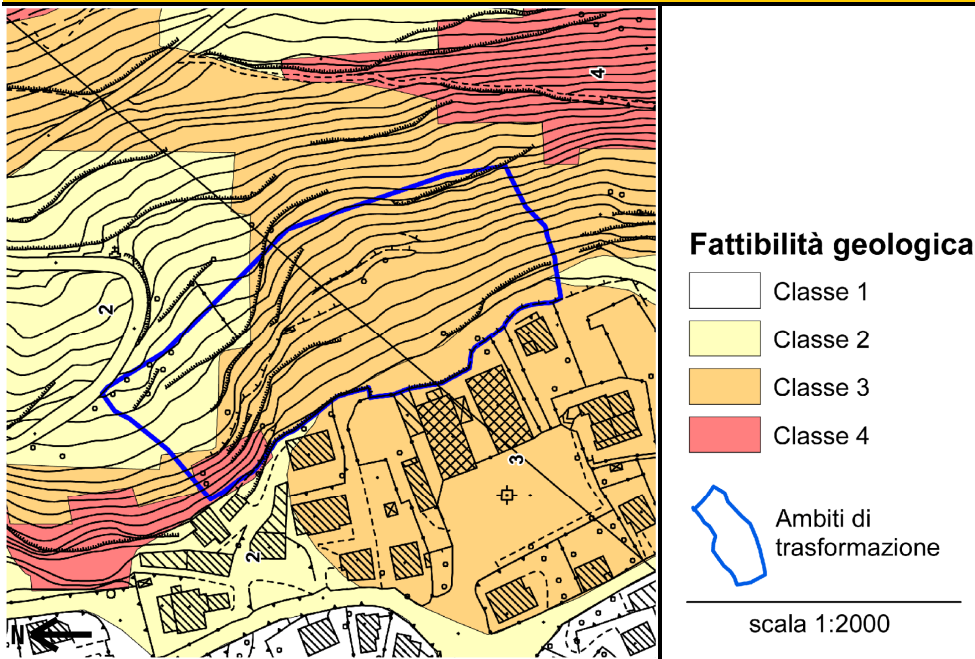 4
2
3
2
N
Fattibilità geologica
Classe 1
Classe 2
Classe 3
Classe 4
Ambiti di
trasformazione
scala 1:2000